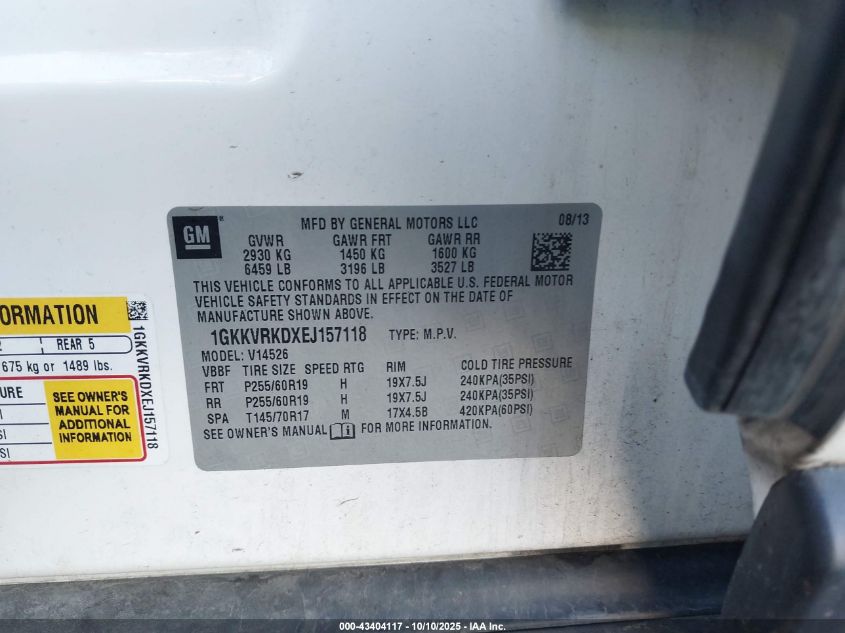 GM
MFD BY GENERAL MOTORS LLC 08/13
GVWR GAWR FRT GAWR RR
2930 KG 1450 KG 1600 KG
6459 LB 3196 LB 3527 LB
THIS VEHICLE CONFORMS TO ALL APPLICABLE U.S. FEDERAL MOTOR
VEHICLE SAFETY STANDARDS IN EFFECT ON THE DATE OF
MANUFACTURE SHOWN ABOVE.
1GKKVRKDXEJ157118 TYPE: M.P.V.
MODEL: V14526
VBBF TIRE SIZE SPEED RTG RIM COLD TIRE PRESSURE
FRT P255/60R19 H 19X7.5J 240KPA(35PSI)
RR P255/60R19 H 19X7.5J 240KPA(35PSI)
SPA T145/70R17 M 17X4.5B 420KPA(60PSI)
SEE OWNER'S MANUAL FOR MORE INFORMATION.
ORMATION
2 REAR 5
675 kg or 1489 lbs.
URE
SEE OWNER'S
MANUAL FOR
ADDITIONAL
INFORMATION
SI
SI
1GKKVRKDXEJ157118
000-43404117 - 10/10/2025 - IAA Inc.